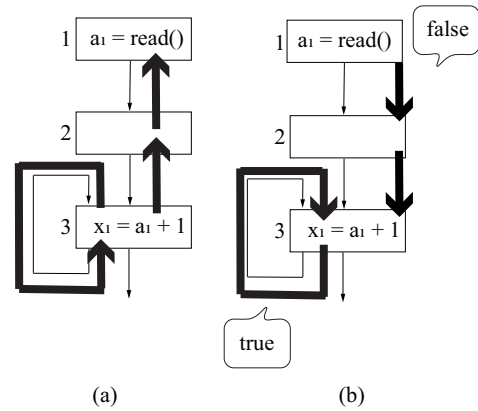 1 a₁ = read()
2
3 x₁ = a₁ + 1
(a)
1 a₁ = read()
false
2
3 x₁ = a₁ + 1
true
(b)